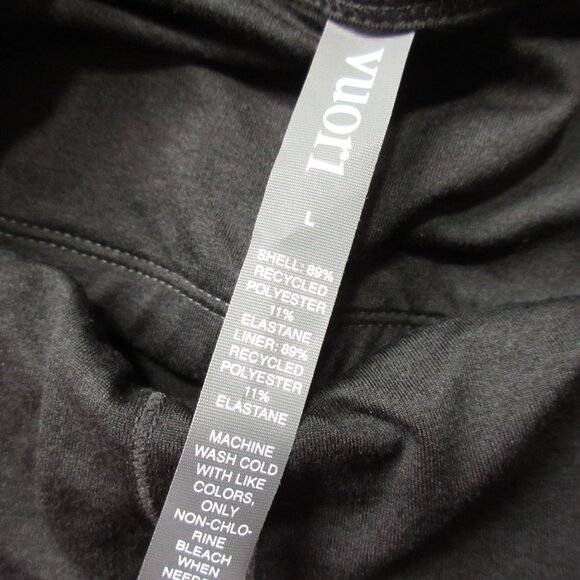 vuori
L
SHELL: 89%
RECYCLED
POLYESTER
11%
ELASTANE
LINER: 89%
RECYCLED
POLYESTER
11%
ELASTANE
MACHINE
WASH COLD
WITH LIKE
COLORS,
ONLY
NON-CHLO-
RINE
BLEACH
WHEN